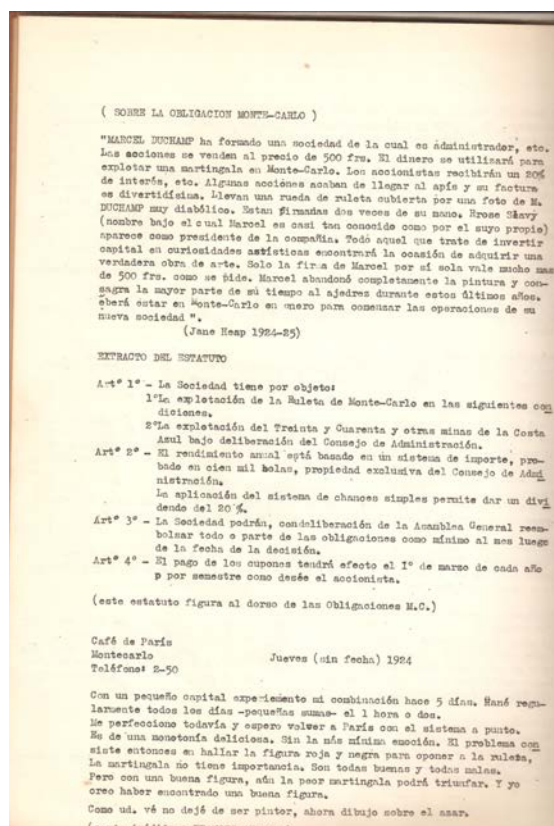 ( SOBRE LA OBLIGACION MONTE-CARLO )
"MARCEL DUCHAMP ha formado una sociedad de la cual es administrador, etc.
Las acciones se venden al precio de 500 frs. El dinero se utilizará para
explotar una martingala en Monte-Carlo. Los accionistas recibirán un 20%
de interés, etc. Algunas acciones acaban de llegar al apís y su factura
es divertidísima. Llevan una rueda de ruleta cubierta por una foto de M.
DUCHAMP muy diabólico. Estan firmadas dos veces de su mano. Rrose Slavy
(nombre bajo el cual Marcel es casi tan conocido como por el suyo propio)
aparece como presidente de la compañía. Todo aquel que trate de invertir
capital en curiosidades artísticas encontrará la ocasión de adquirir una
verdadera obra de arte. Solo la firma de Marcel por sí sola vale mucho mas
de 500 frs. como se pide. Marcel abandonó completamente la pintura y con-
sagra la mayor parte de sú tiempo al ajedrez durante estos últimos años.
eberá estar en Monte-Carlo en enero para comenzar las operaciones de su
nueva sociedad ".
(Jane Heap 1924-25)
EXTRACTO DEL ESTATUTO
Art° 1° - La Sociedad tiene por objeto:
1°La explotación de la Ruleta de Monte-Carlo en las siguientes con
diciones.
2°La explotación del Treinta y Cuarenta y otras minas de la Costa
Azul bajo deliberación del Consejo de Administración.
Art° 2° - El rendimiento anual está basado en un sistema de importe, pro-
bado en cien mil bolas, propiedad exclusiva del Consejo de Admi
nistración.
La aplicación del sistema de chances simples permite dar un divi
dendo del 20 %.
Art° 3° - La Sociedad podrán, condeliberación de la Asamblea General reem-
bolsar todo o parte de las obligaciones como mínimo al mes luego
de la fecha de la decisión.
Art° 4° - El pago de los cupones tendrá efecto el I° de marzo de cada año
p por semestre como desée el accionista.
(este estatuto figura al dorso de las Obligaciones M.C.)
Café de París
Montecarlo Jueves (sin fecha) 1924
Teléfono: 2-50
Con un pequeño capital experimento mi combinación hace 5 días. Hané regu-
larmente todos los días -pequeñas sumas- el 1 hora o dos.
Me perfecciono todavía y espero volver a París con el sistema a punto.
Es de una monotonía deliciosa. Sin la más mínima emoción. El problema con
siste entonces en hallar la figura roja y negra para oponer a la ruleta,
La martingala no tiene importancia. Son todas buenas y todas malas.
Pero con una buena figura, aún la peor martingala podrá triunfar. Y yo
creo haber encontrado una buena figura.
Como ud. vé no dejé de ser pintor, ahora dibujo sobre el azar.